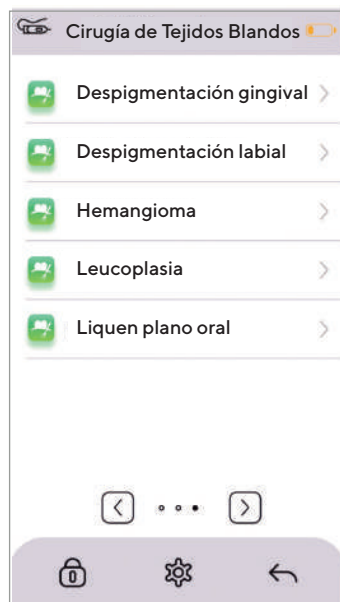 Cirugía de Tejidos Blandos
Despigmentación gingival
Despigmentación labial
Hemangioma
Leucoplasia
Liquen plano oral